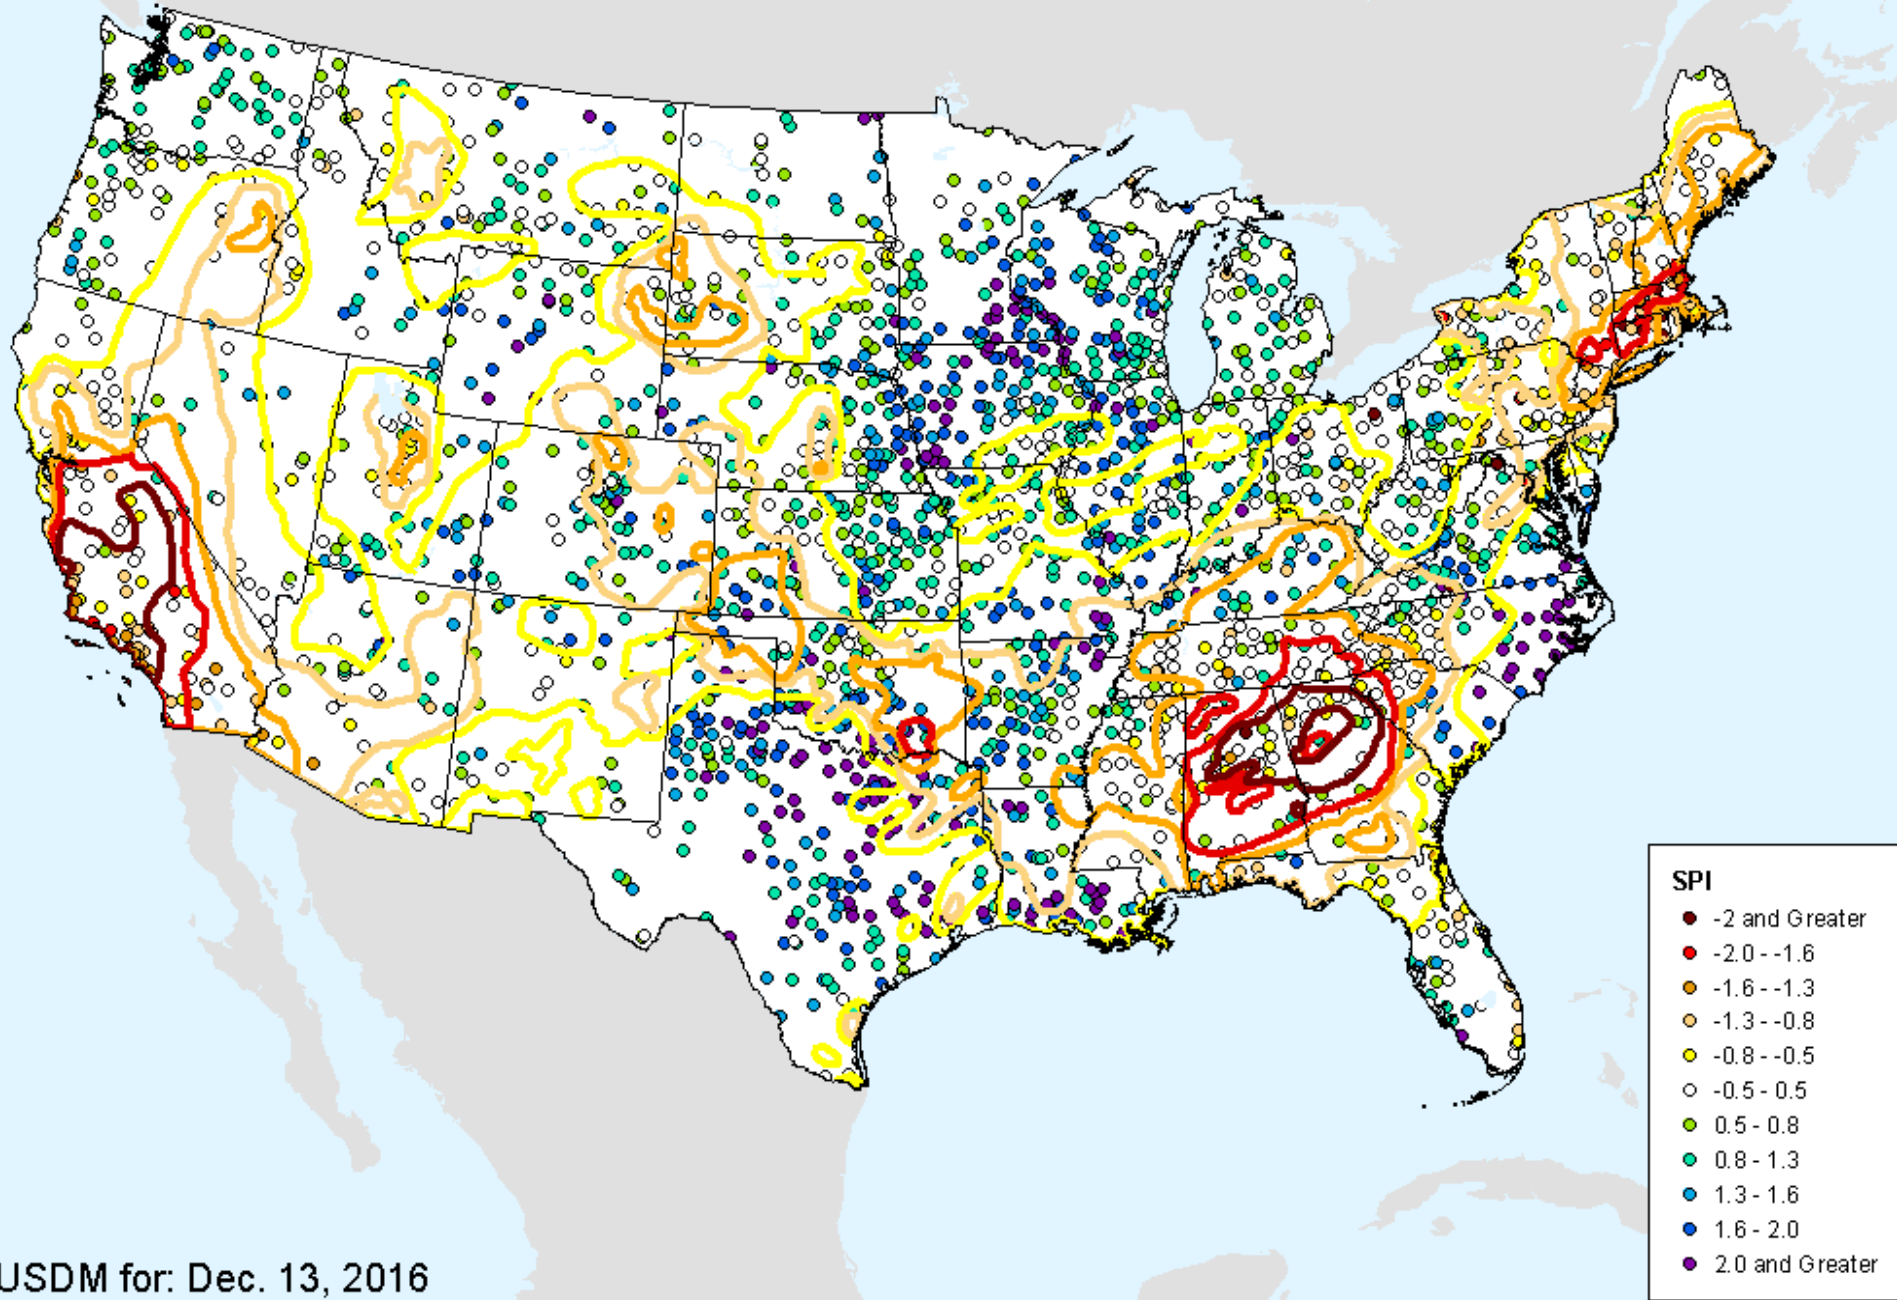 SPI
-2 and Greater
-2.0 - -1.6
-1.6 - -1.3
-1.3 - -0.8
-0.8 - -0.5
-0.5 - 0.5
0.5 - 0.8
0.8 - 1.3
1.3 - 1.6
1.6 - 2.0
2.0 and Greater
USDM for: Dec. 13, 2016